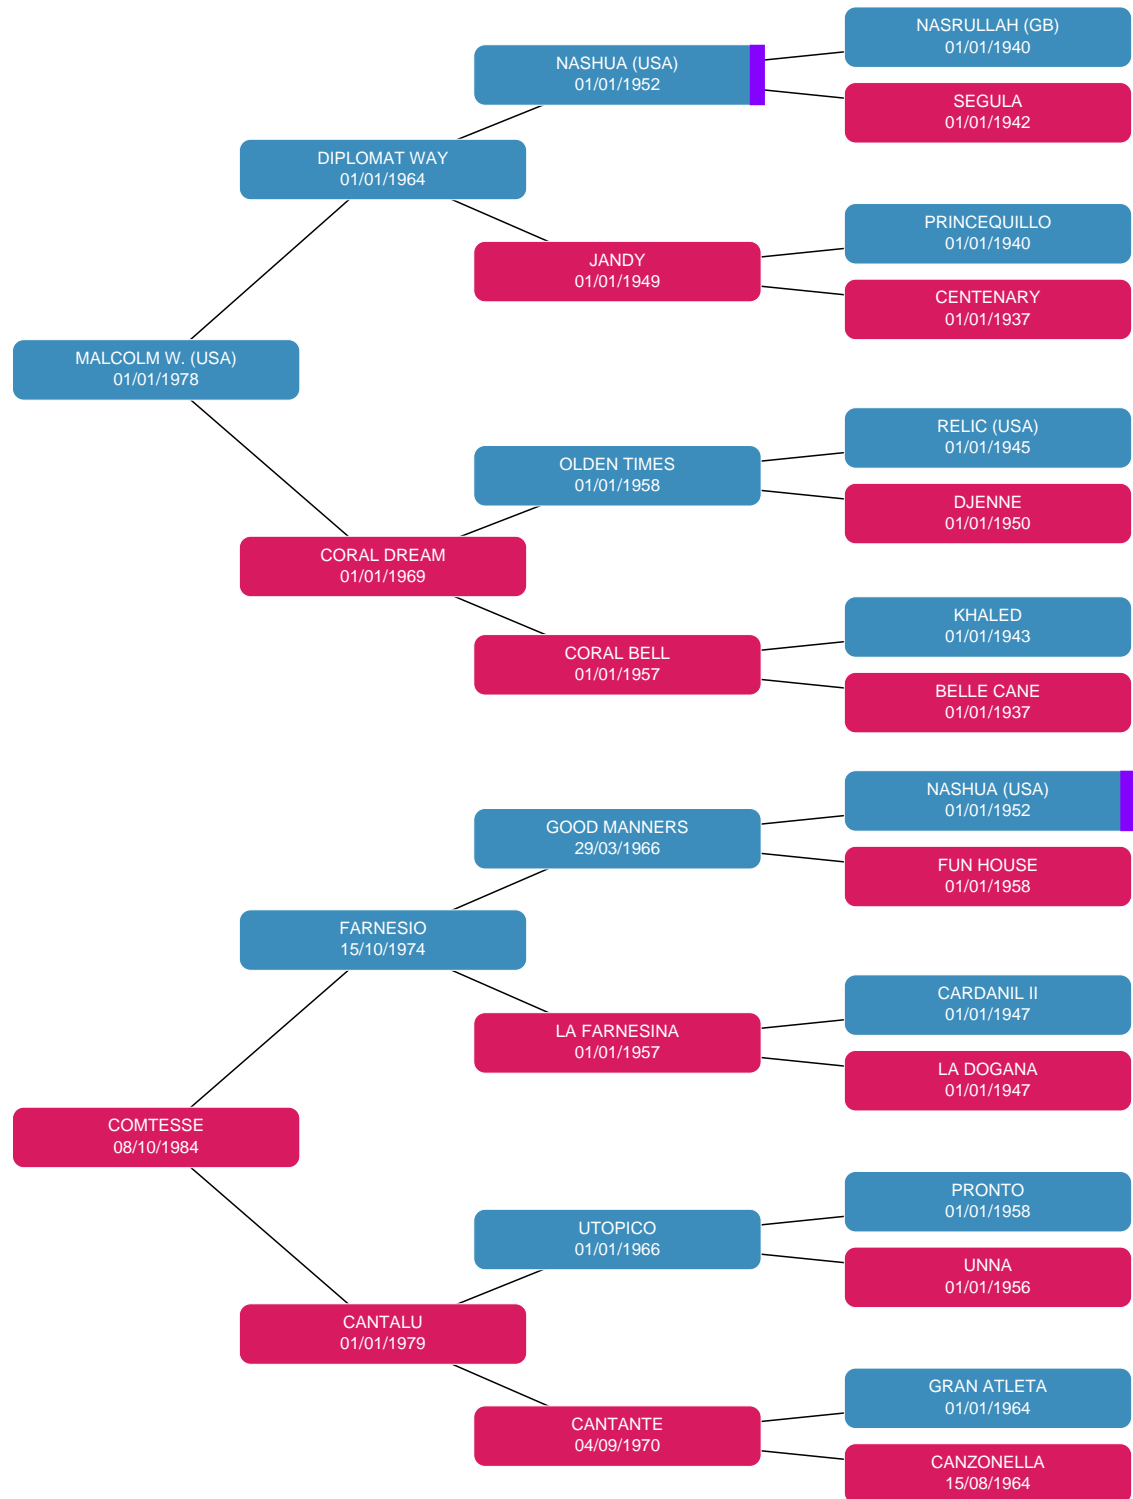 NASRULLAH (GB)
01/01/1940
NASHUA (USA)
01/01/1952
SEGULA
01/01/1942
DIPLOMAT WAY
01/01/1964
PRINCEQUILLO
01/01/1940
JANDY
01/01/1949
CENTENARY
01/01/1937
MALCOLM W. (USA)
01/01/1978
RELIC (USA)
01/01/1945
OLDEN TIMES
01/01/1958
DJENNE
01/01/1950
CORAL DREAM
01/01/1969
KHALED
01/01/1943
CORAL BELL
01/01/1957
BELLE CANE
01/01/1937
NASHUA (USA)
01/01/1952
GOOD MANNERS
29/03/1966
FUN HOUSE
01/01/1958
FARNESIO
15/10/1974
CARDANIL II
01/01/1947
LA FARNESINA
01/01/1957
LA DOGANA
01/01/1947
COMTESSE
08/10/1984
PRONTO
01/01/1958
UTOPICO
01/01/1966
UNNA
01/01/1956
CANTALU
01/01/1979
GRAN ATLETA
01/01/1964
CANTANTE
04/09/1970
CANZONELLA
15/08/1964